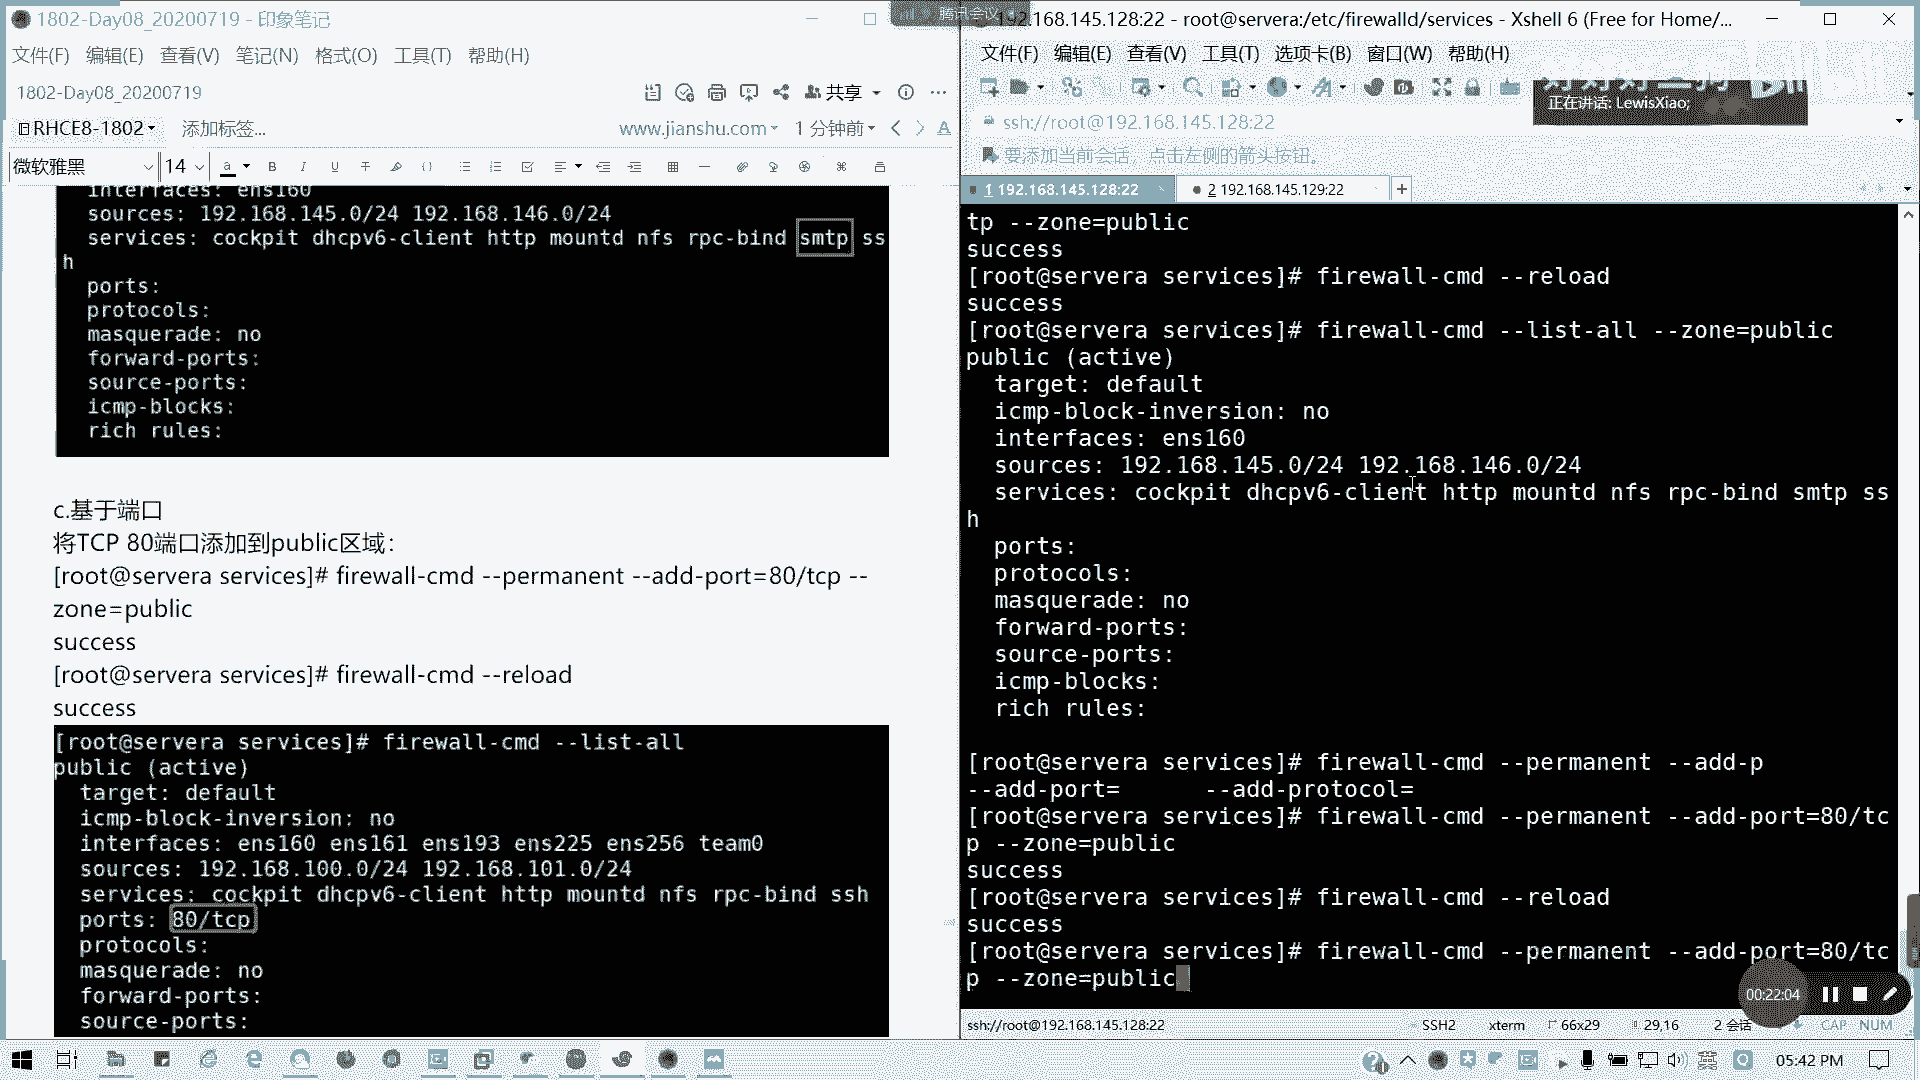 1802-Day08_20200719 - 印象笔记
文件(F) 编辑(E) 查看(V) 笔记(N) 格式(O) 工具(T) 帮助(H)
1802-Day08_20200719
共享
RHCE8-1802
添加标签...
www.jianshu.com
1 分钟前
微软雅黑
14
interfaces: ens160
sources: 192.168.145.0/24 192.168.146.0/24
services: cockpit dhcpv6-client http mountd nfs rpc-bind smtp ss
h
ports:
protocols:
masquerade: no
forward-ports:
source-ports:
icmp-blocks:
rich rules:
c.基于端口
将TCP 80端口添加到public区域：
[root@servera services]# firewall-cmd --permanent --add-port=80/tcp --
zone=public
success
[root@servera services]# firewall-cmd --reload
success
[root@servera services]# firewall-cmd --list-all
public (active)
target: default
icmp-block-inversion: no
interfaces: ens160 ens161 ens193 ens225 ens256 team0
sources: 192.168.100.0/24 192.168.101.0/24
services: cockpit dhcpv6-client http mountd nfs rpc-bind ssh
ports: 80/tcp
protocols:
masquerade: no
forward-ports:
source-ports:
腾讯会议
192.168.145.128:22 - root@servera:/etc/firewalld/services - Xshell 6 (Free for Home/...
文件(F) 编辑(E) 查看(V) 工具(T) 选项卡(B) 窗口(W) 帮助(H)
正在讲话: LewisXiao;
ssh://root@192.168.145.128:22
要添加当前会话，点击左侧的箭头按钮。
1 192.168.145.128:22
2 192.168.145.129:22
tp --zone=public
success
[root@servera services]# firewall-cmd --reload
success
[root@servera services]# firewall-cmd --list-all --zone=public
public (active)
target: default
icmp-block-inversion: no
interfaces: ens160
sources: 192.168.145.0/24 192.168.146.0/24
services: cockpit dhcpv6-client http mountd nfs rpc-bind smtp ss
h
ports:
protocols:
masquerade: no
forward-ports:
source-ports:
icmp-blocks:
rich rules:
[root@servera services]# firewall-cmd --permanent --add-p
--add-port= --add-protocol=
[root@servera services]# firewall-cmd --permanent --add-port=80/tc
p --zone=public
success
[root@servera services]# firewall-cmd --reload
success
[root@servera services]# firewall-cmd --permanent --add-port=80/tc
p --zone=public
00:22:04
ssh://root@192.168.145.128:22
SSH2
xterm
66x29
29,16
2 会话
CAP NUM
英
05:42 PM